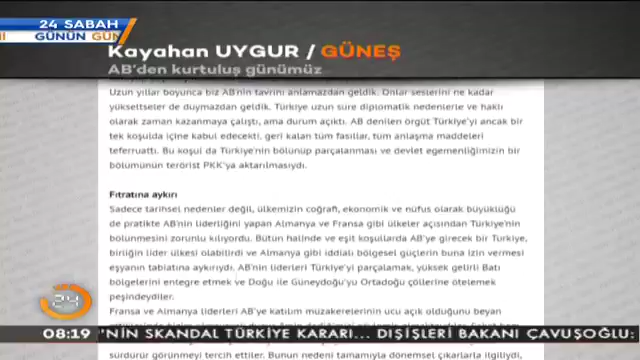 24 SABAH
GÜNÜN GÜN
Kayahan UYGUR / GÜNEŞ
AB'den kurtuluş günümüz
Uzun yıllar boyunca biz AB'nin tavrını anlamazdan geldik. Onlar seslerini ne kadar
yükseltseler de duymazdan geldik. Türkiye uzun süre diplomatik nedenlerle ve haklı
olarak zaman kazanmaya çalıştı, ama durum açıktı. AB denilen örgüt Türkiye'yi ancak bir
tek koşulda içine kabul edecekti, geri kalan tüm fasıllar, tüm anlaşma maddeleri
teferruattı. Bu koşul da Türkiye'nin bölünüp parçalanması ve devlet egemenliğimizin bir
bölümünün terörist PKK'ya aktarılmasıydı.
Fıtratına aykırı
Sadece tarihsel nedenler değil, ülkemizin coğrafi, ekonomik ve nüfus olarak büyüklüğü
de pratikte AB'nin liderliğini yapan Almanya ve Fransa gibi ülkeler açısından Türkiye'nin
bölünmesini zorunlu kılıyordu. Bütün halinde ve eşit koşullarda AB'ye girecek bir Türkiye,
birliğin lider ülkesi olabilirdi ve Almanya gibi iddialı bölgesel güçlerin buna izin vermesi
eşyanın tabiatına aykırıydı. AB'nin liderleri Türkiye'yi parçalamak, yüksek gelirli Batı
bölgelerini entegre etmek ve Doğu ile Güneydoğu'yu Ortadoğu çöllerine ötelemek
peşindeydiler.
Fransa ve Almanya liderleri AB'ye katılım müzakerelerinin ucu açık olduğunu beyan
sürdürür görünmeyi tercih ettiler. Bunun nedeni tamamıyla dönemsel çıkarlarla ilgiliydi,
24
08:19 'NİN SKANDAL TÜRKİYE KARARI... DIŞİŞLERİ BAKANI ÇAVUŞOĞLU: